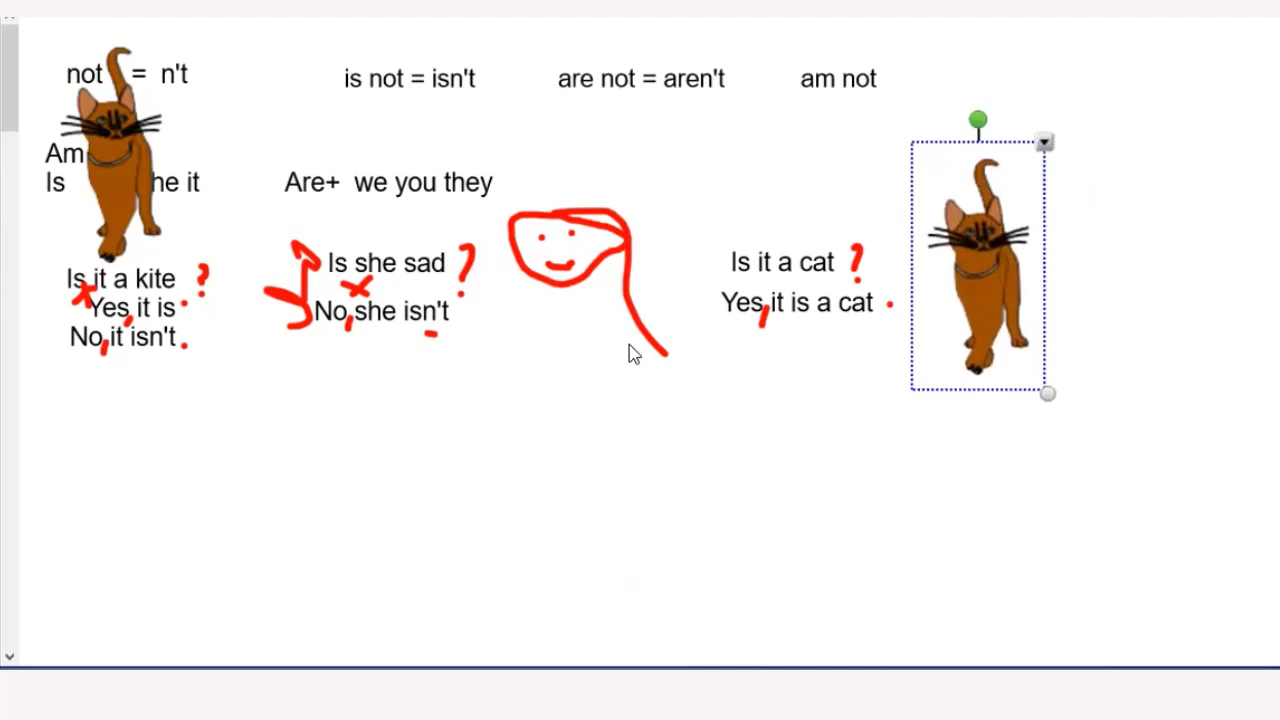 not = n't
is not = isn't
are not = aren't
am not
Am
Is he it
Are+ we you they
Is it a kite ?
Yes, it is.
No, it isn't.
Is she sad ?
No, she isn't
Is it a cat ?
Yes, it is a cat .